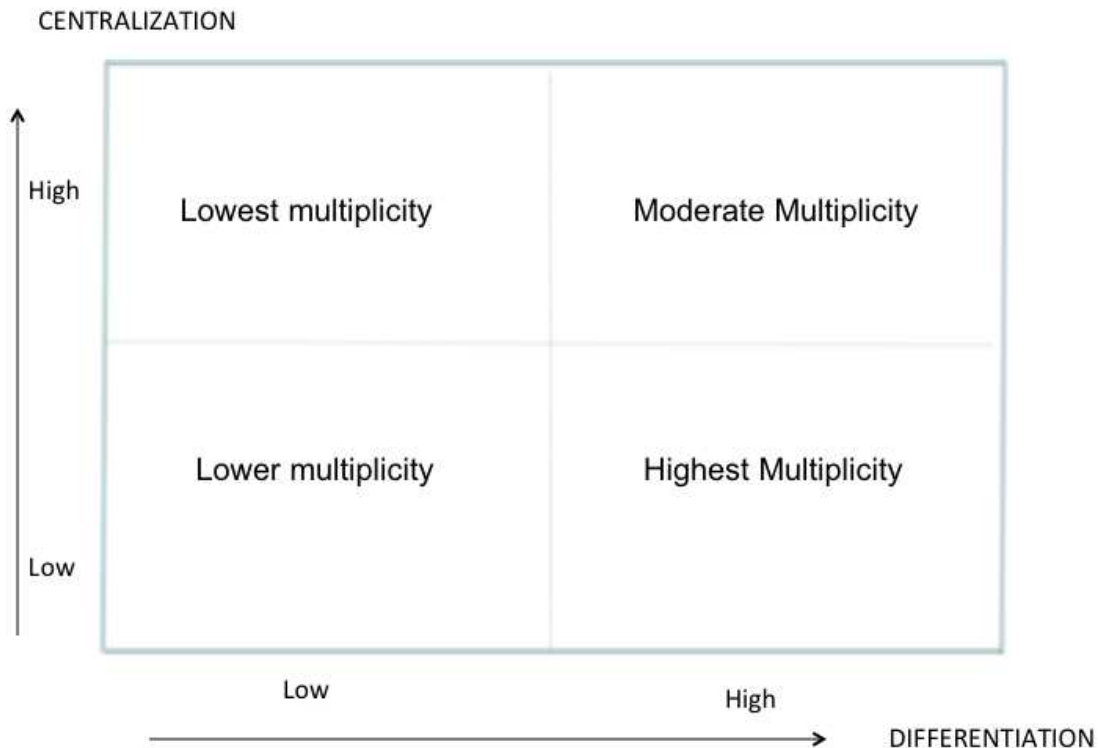 CENTRALIZATION
High
Lowest multiplicity
Moderate Multiplicity
Lower multiplicity
Highest Multiplicity
Low
Low
High
DIFFERENTIATION